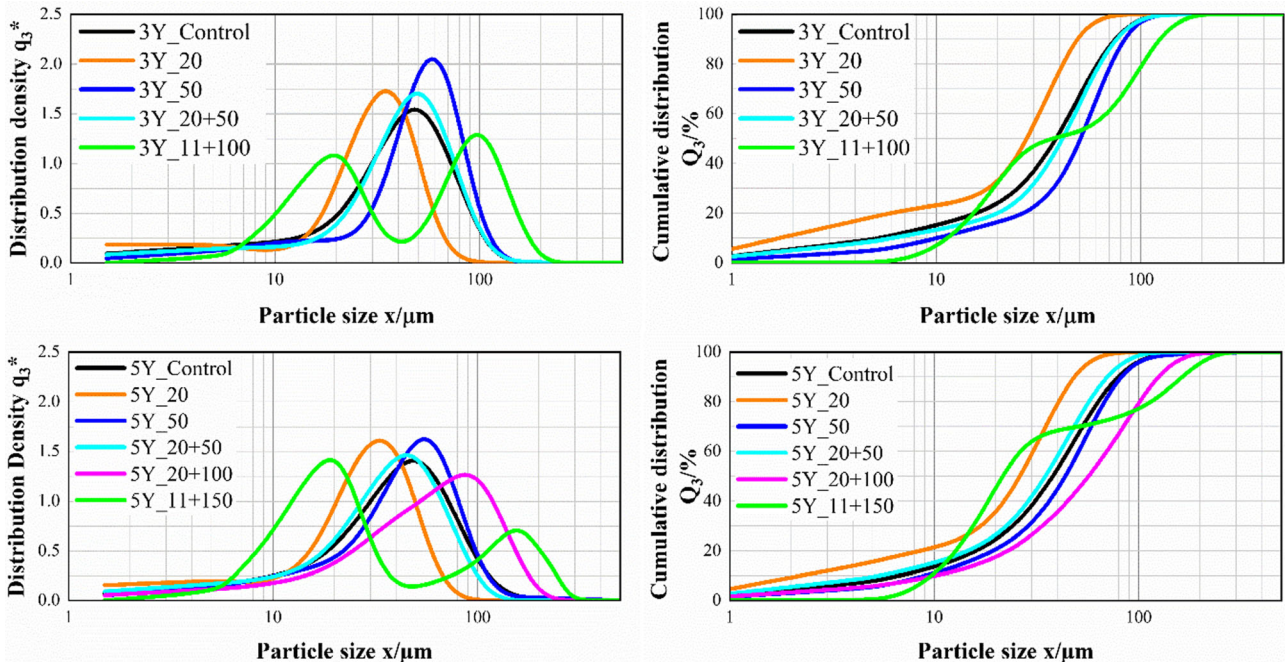 2.5
2.0
1.5
1.0
0.5
0.0
Distribution density q3*
3Y_Control
3Y_20
3Y_50
3Y_20+50
3Y_11+100
1 10 100
Particle size x/µm
100
80
60
40
20
0
Cumulative distribution
Q3/%
3Y_Control
3Y_20
3Y_50
3Y_20+50
3Y_11+100
1 10 100
Particle size x/µm
2.5
2.0
1.5
1.0
0.5
0.0
Distribution Density q3*
5Y_Control
5Y_20
5Y_50
5Y_20+50
5Y_20+100
5Y_11+150
1 10 100
Particle size x/µm
100
80
60
40
20
0
Cumulative distribution
Q3/%
5Y_Control
5Y_20
5Y_50
5Y_20+50
5Y_20+100
5Y_11+150
1 10 100
Particle size x/µm